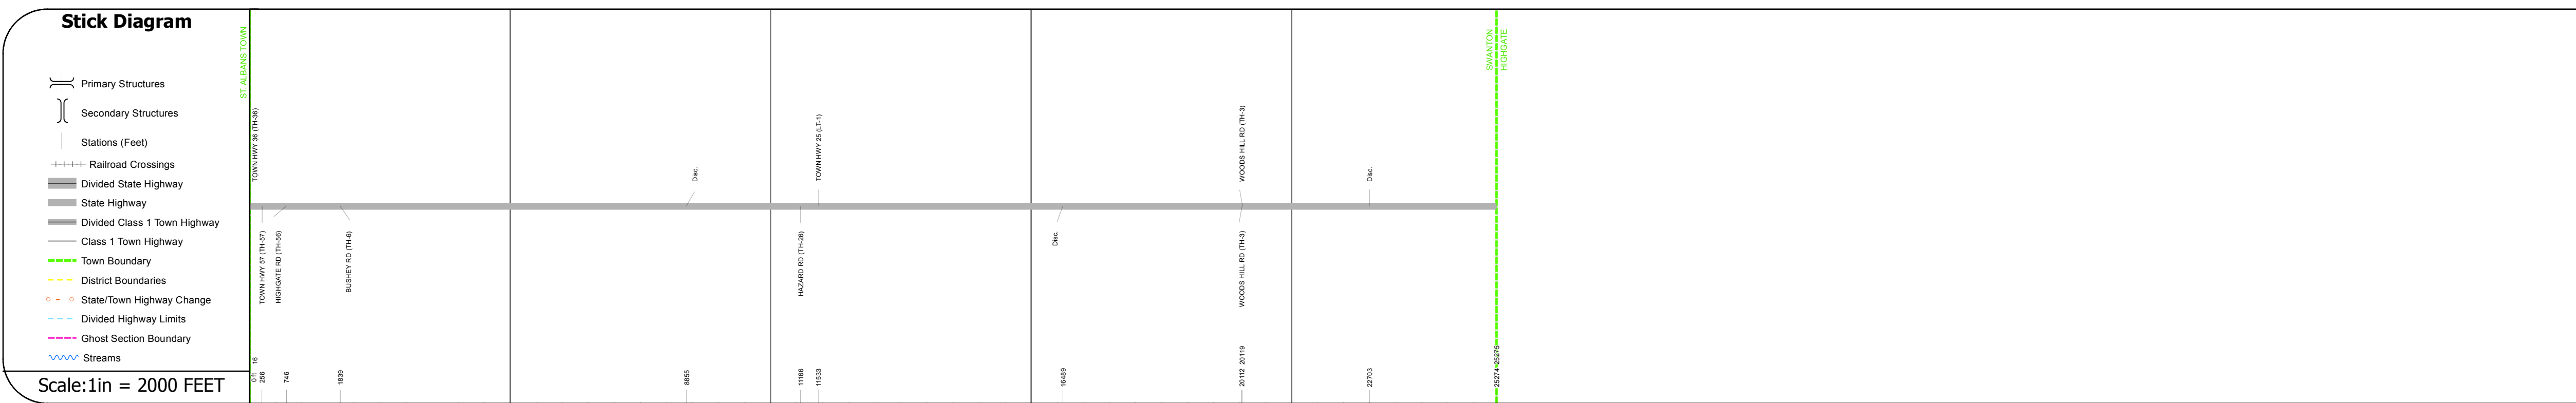 Stick Diagram
Primary Structures
Secondary Structures
Stations (Feet)
Railroad Crossings
Divided State Highway
State Highway
Divided Class 1 Town Highway
Class 1 Town Highway
Town Boundary
District Boundaries
State/Town Highway Change
Divided Highway Limits
Ghost Section Boundary
Streams
Scale:1in = 2000 FEET
ST. ALBANS TOWN
TOWN HWY 36 (TH-36)
TOWN HWY 57 (TH-57)
HIGHGATE RD (TH-56)
BUSHEY RD (TH-6)
Disc.
HAZARD RD (TH-26)
TOWN HWY 25 (LT-1)
Disc.
WOODS HILL RD (TH-3)
WOODS HILL RD (TH-3)
Disc.
SWANTON
HIGHGATE
0 ft
16
256
746
1839
8855
11166
11533
16489
20112
20119
22703
25274
25275